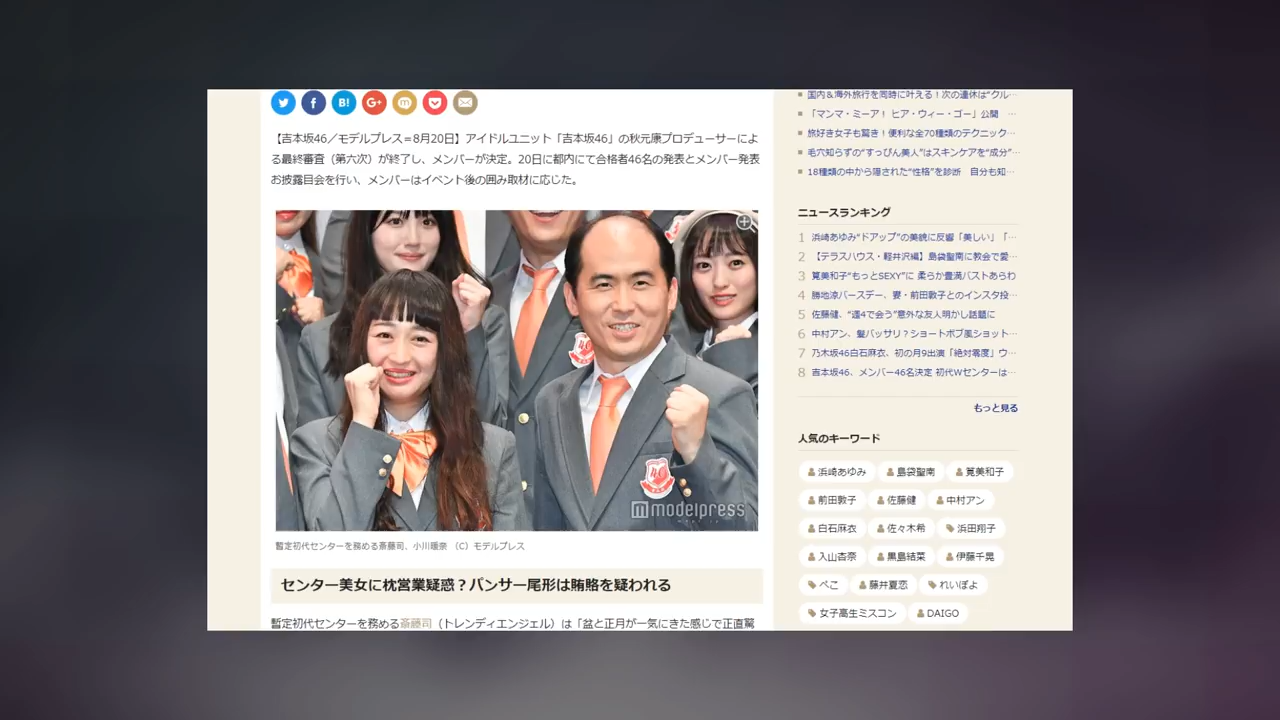 B!
G+
m
【吉本坂46／モデルプレス＝8月20日】アイドルユニット「吉本坂46」の秋元康プロデューサーによ
る最終審査（第六次）が終了し、メンバーが決定。20日に都内にて合格者46名の発表とメンバー発表
お披露目会を行い、メンバーはイベント後の囲み取材に応じた。
46
modelpress
暫定初代センターを務める斎藤司、小川暖奈 （C）モデルプレス
センター美女に枕営業疑惑？パンサー尾形は賄賂を疑われる
暫定初代センターを務める斎藤司（トレンディエンジェル）は「盆と正月が一気にきた感じで正直驚
国内＆海外旅行を同時に叶える！次の連休は“クル…
「マンマ・ミーア！ ヒア・ウィー・ゴー」公開 …
旅好き女子も驚き！便利な全70種類のテクニック…
毛穴知らずの“すっぴん美人”はスキンケアを“成分”…
18種類の中から隠された“性格”を診断 自分も知…
ニュースランキング
1 浜崎あゆみ“ドアップ”の美貌に反響「美しい」「…
2 【テラスハウス・軽井沢編】島袋聖南に教会で愛…
3 筧美和子“もっとSEXY”に 柔らか豊満バストあらわ
4 勝地涼バースデー、妻・前田敦子とのインスタ投…
5 佐藤健、“週4で会う”意外な友人明かし話題に
6 中村アン、髪バッサリ？ショートボブ風ショット…
7 乃木坂46白石麻衣、初の月9出演「絶対零度」ウ…
8 吉本坂46、メンバー46名決定 初代Wセンターは…
もっと見る
人気のキーワード
浜崎あゆみ 島袋聖南 筧美和子
前田敦子 佐藤健 中村アン
白石麻衣 佐々木希 浜田翔子
入山杏奈 黒島結菜 伊藤千晃
ぺこ 藤井夏恋 れいぽよ
女子高生ミスコン DAIGO